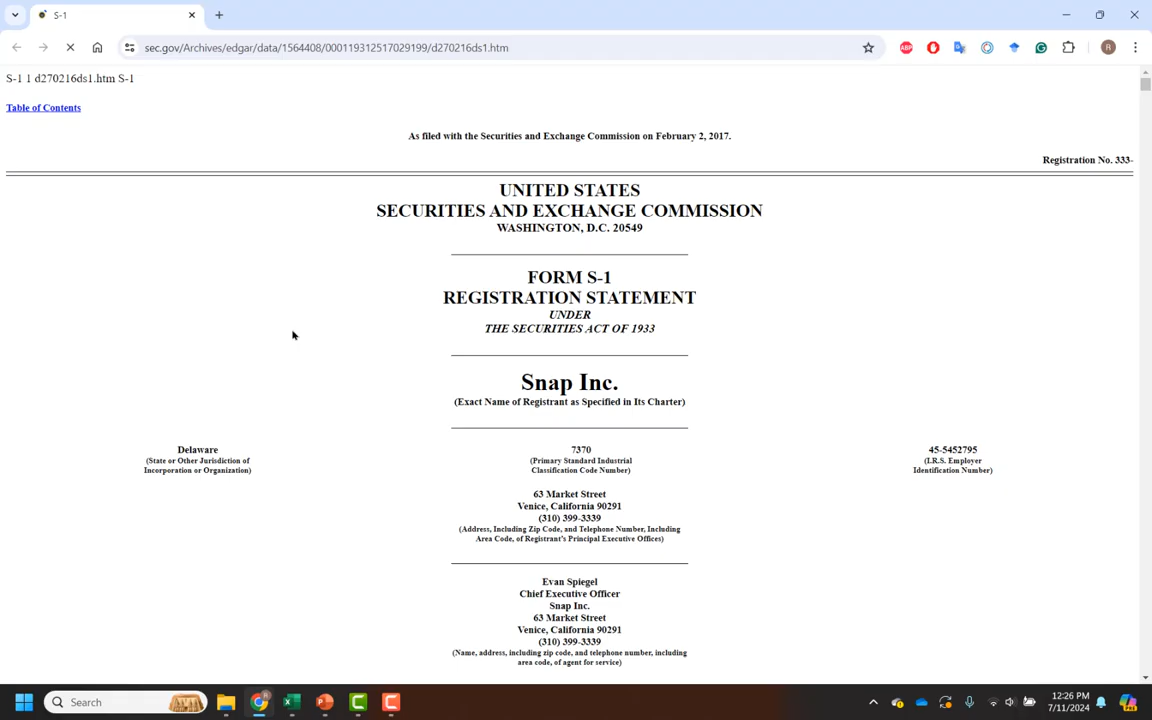 S-1
sec.gov/Archives/edgar/data/1564408/000119312517029199/d270216ds1.htm
S-1 1 d270216ds1.htm S-1
Table of Contents
As filed with the Securities and Exchange Commission on February 2, 2017.
Registration No. 333-
UNITED STATES
SECURITIES AND EXCHANGE COMMISSION
WASHINGTON, D.C. 20549
FORM S-1
REGISTRATION STATEMENT
UNDER
THE SECURITIES ACT OF 1933
Snap Inc.
(Exact Name of Registrant as Specified in Its Charter)
Delaware
(State or Other Jurisdiction of
Incorporation or Organization)
7370
(Primary Standard Industrial
Classification Code Number)
45-5452795
(I.R.S. Employer
Identification Number)
63 Market Street
Venice, California 90291
(310) 399-3339
(Address, Including Zip Code, and Telephone Number, Including
Area Code, of Registrant's Principal Executive Offices)
Evan Spiegel
Chief Executive Officer
Snap Inc.
63 Market Street
Venice, California 90291
(310) 399-3339
(Name, address, including zip code, and telephone number, including
area code, of agent for service)
Search
12:26 PM
7/11/2024